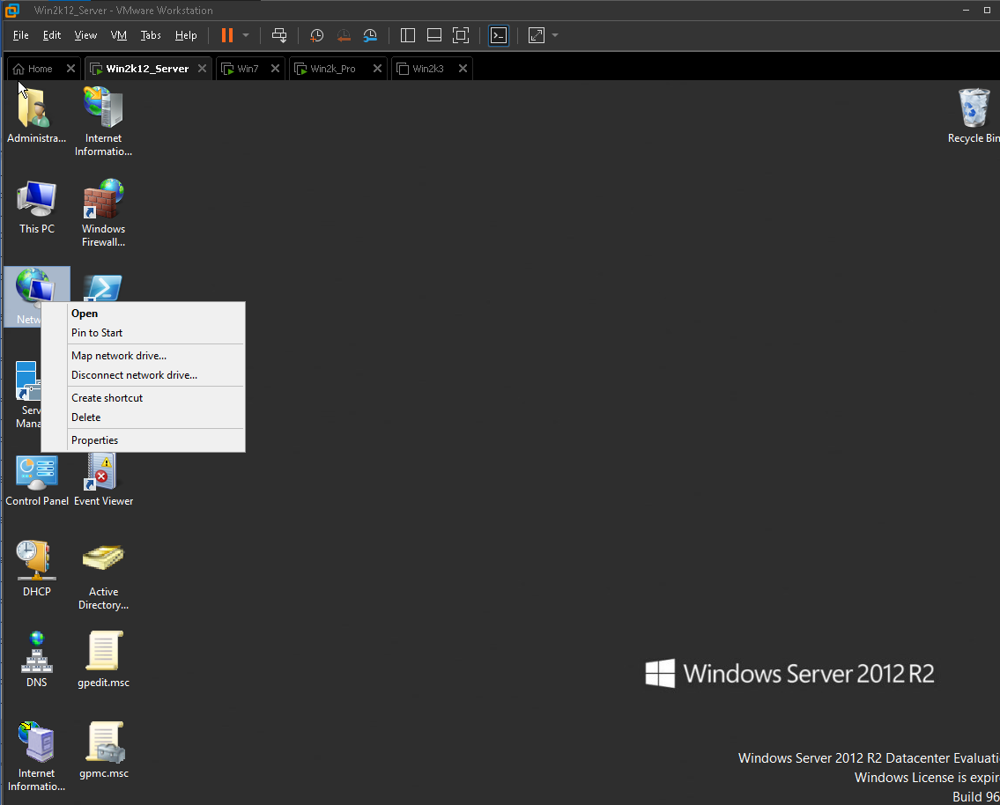 Win2k12_Server - VMware Workstation
File Edit View VM Tabs Help
Home Win2k12_Server Win7 Win2k_Pro Win2k3
Administra...
Internet
Informatio...
Recycle Bin
This PC
Windows
Firewall...
Netw
Open
Pin to Start
Map network drive...
Disconnect network drive...
Create shortcut
Delete
Properties
Serv
Mana
Control Panel
Event Viewer
DHCP
Active
Directory...
DNS
gpedit.msc
Internet
Informatio...
gpmc.msc
Windows Server 2012 R2
Windows Server 2012 R2 Datacenter Evaluati
Windows License is expir
Build 96